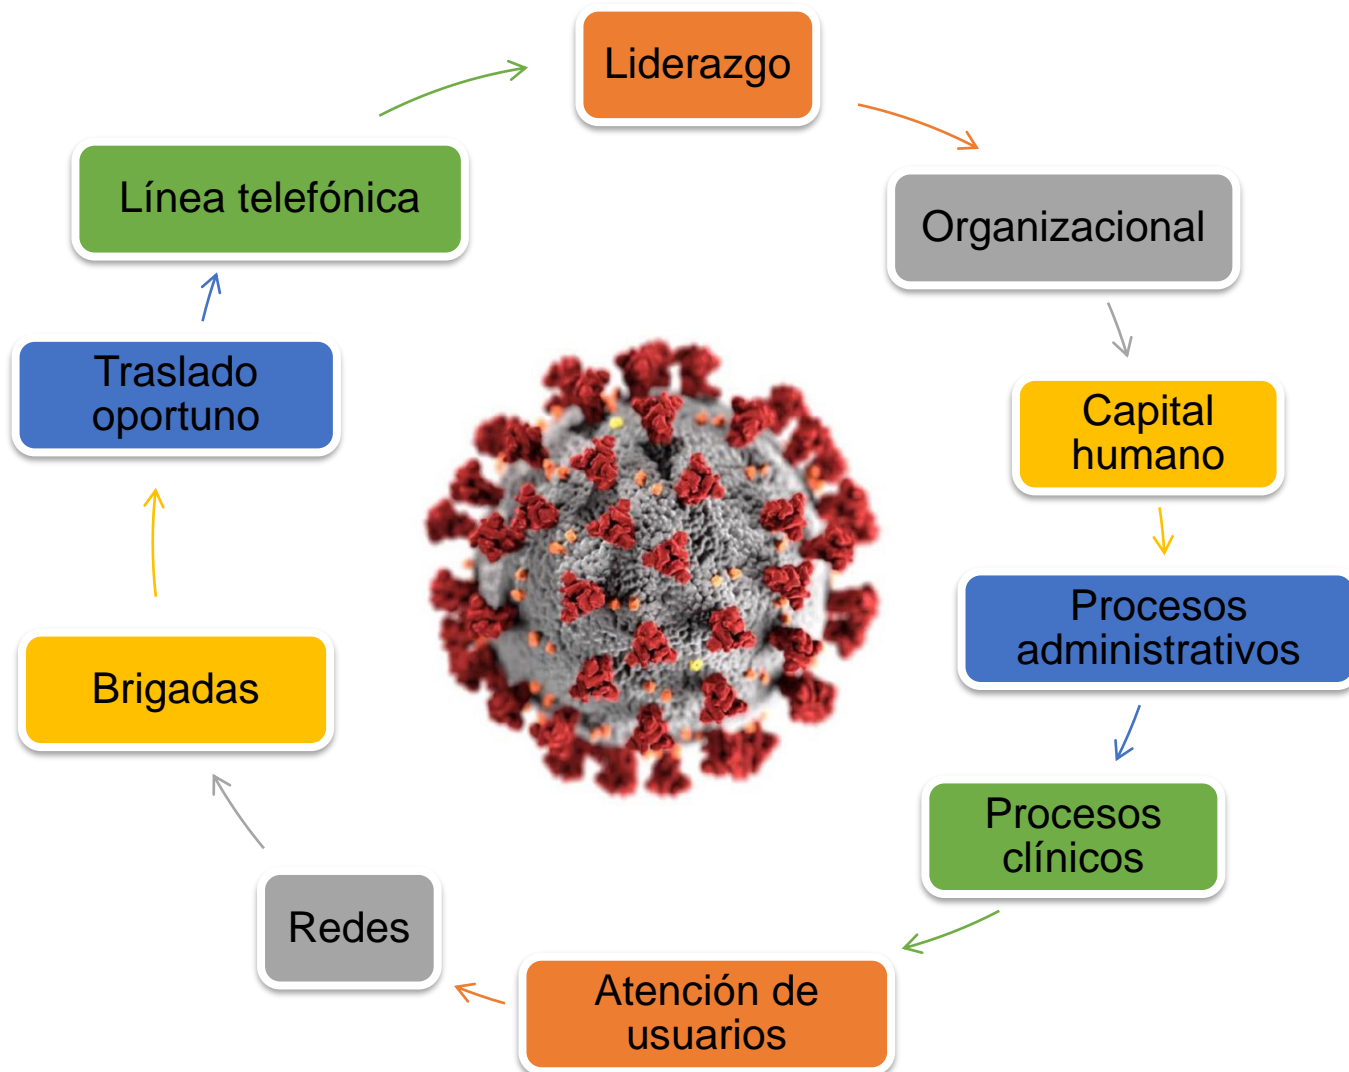 Liderazgo
Organizacional
Capital
humano
Procesos
administrativos
Procesos
clínicos
Atención de
usuarios
Redes
Brigadas
Traslado
oportuno
Línea telefónica